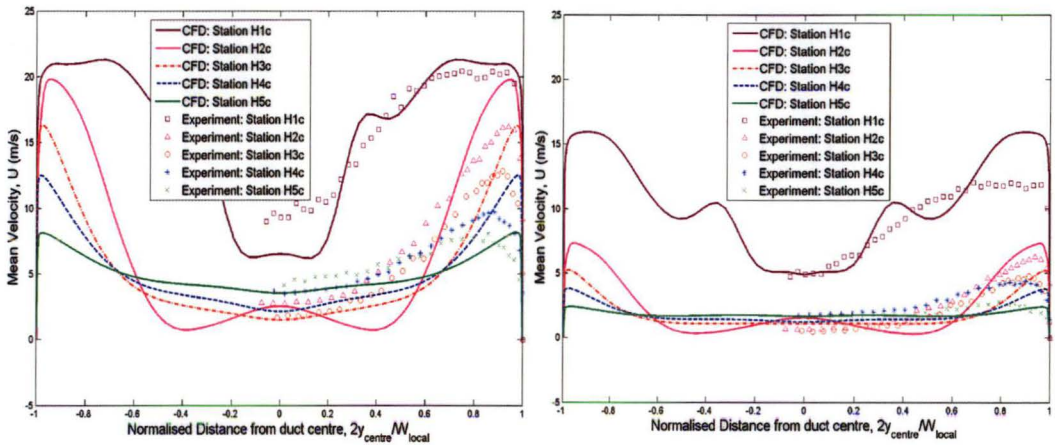 CFD: Station H1c
CFD: Station H2c
CFD: Station H3c
CFD: Station H4c
CFD: Station H5c
Experiment: Station H1c
Experiment: Station H2c
Experiment: Station H3c
Experiment: Station H4c
Experiment: Station H5c
25
20
15
10
5
0
-5
Mean Velocity, U (m/s)
-1 -0.8 -0.6 -0.4 -0.2 0 0.2 0.4 0.6 0.8 1
Normalised Distance from duct centre, 2y_centre/W_local
CFD: Station H1c
CFD: Station H2c
CFD: Station H3c
CFD: Station H4c
CFD: Station H5c
Experiment: Station H1c
Experiment: Station H2c
Experiment: Station H3c
Experiment: Station H4c
Experiment: Station H5c
25
20
15
10
5
0
-5
Mean Velocity, U (m/s)
-1 -0.8 -0.6 -0.4 -0.2 0 0.2 0.4 0.6 0.8 1
Normalised Distance from duct centre, 2y_centre/W_local